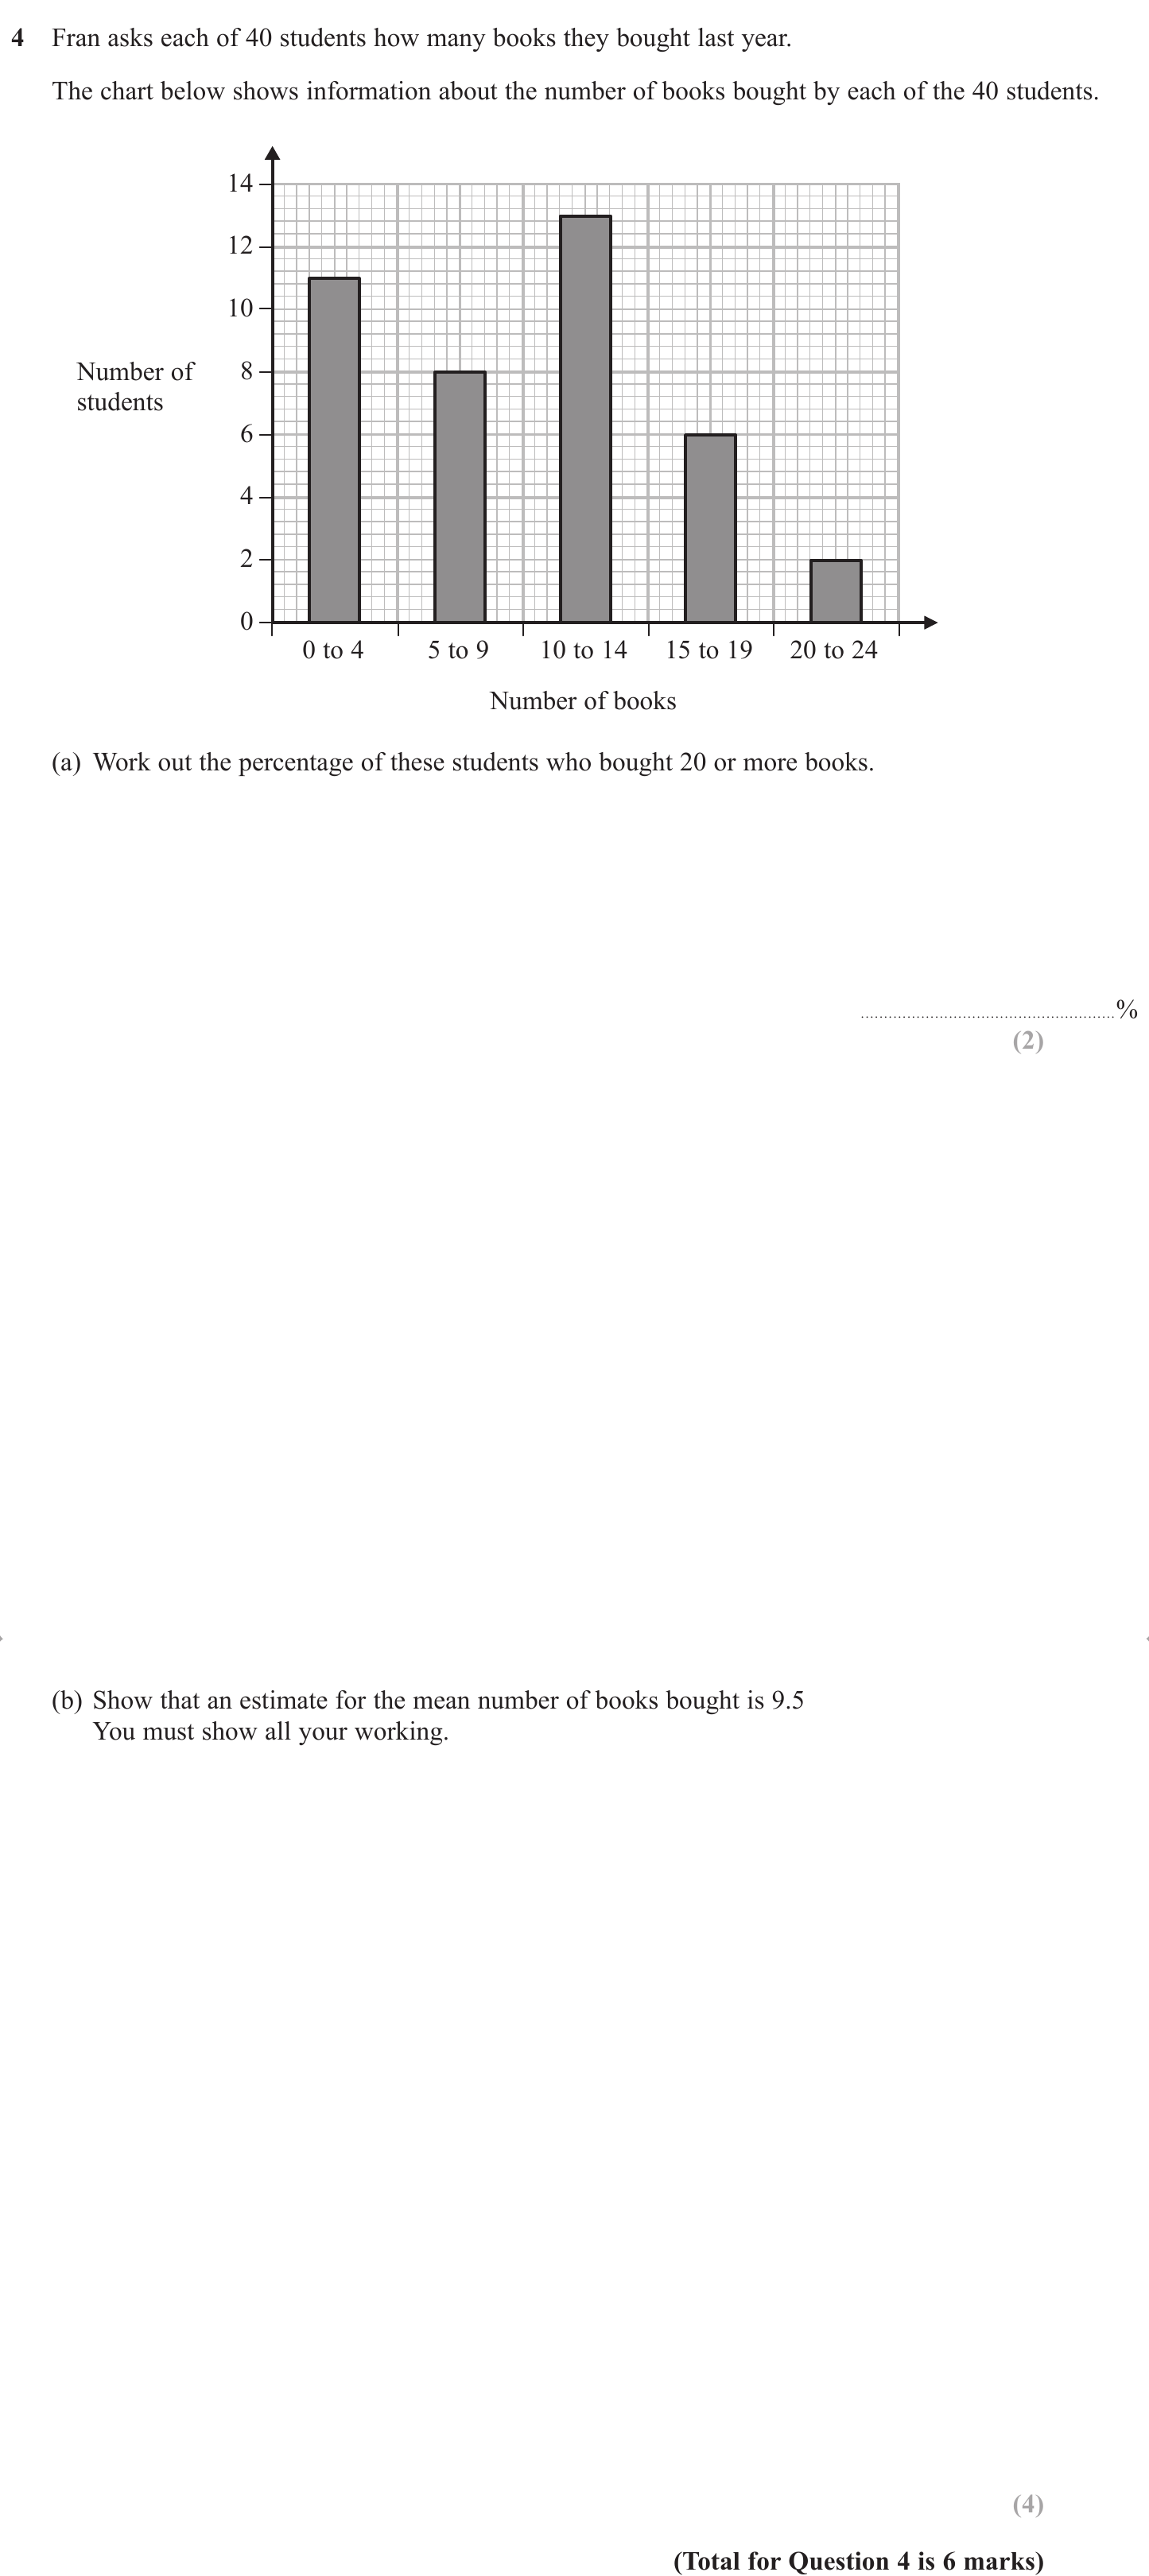 4 Fran asks each of 40 students how many books they bought last year.
The chart below shows information about the number of books bought by each of the 40 students.
14
12
10
8
6
4
2
0
Number of
students
0 to 4 5 to 9 10 to 14 15 to 19 20 to 24
Number of books
(a) Work out the percentage of these students who bought 20 or more books.
......................................................%
(2)
(b) Show that an estimate for the mean number of books bought is 9.5
You must show all your working.
(4)
(Total for Question 4 is 6 marks)